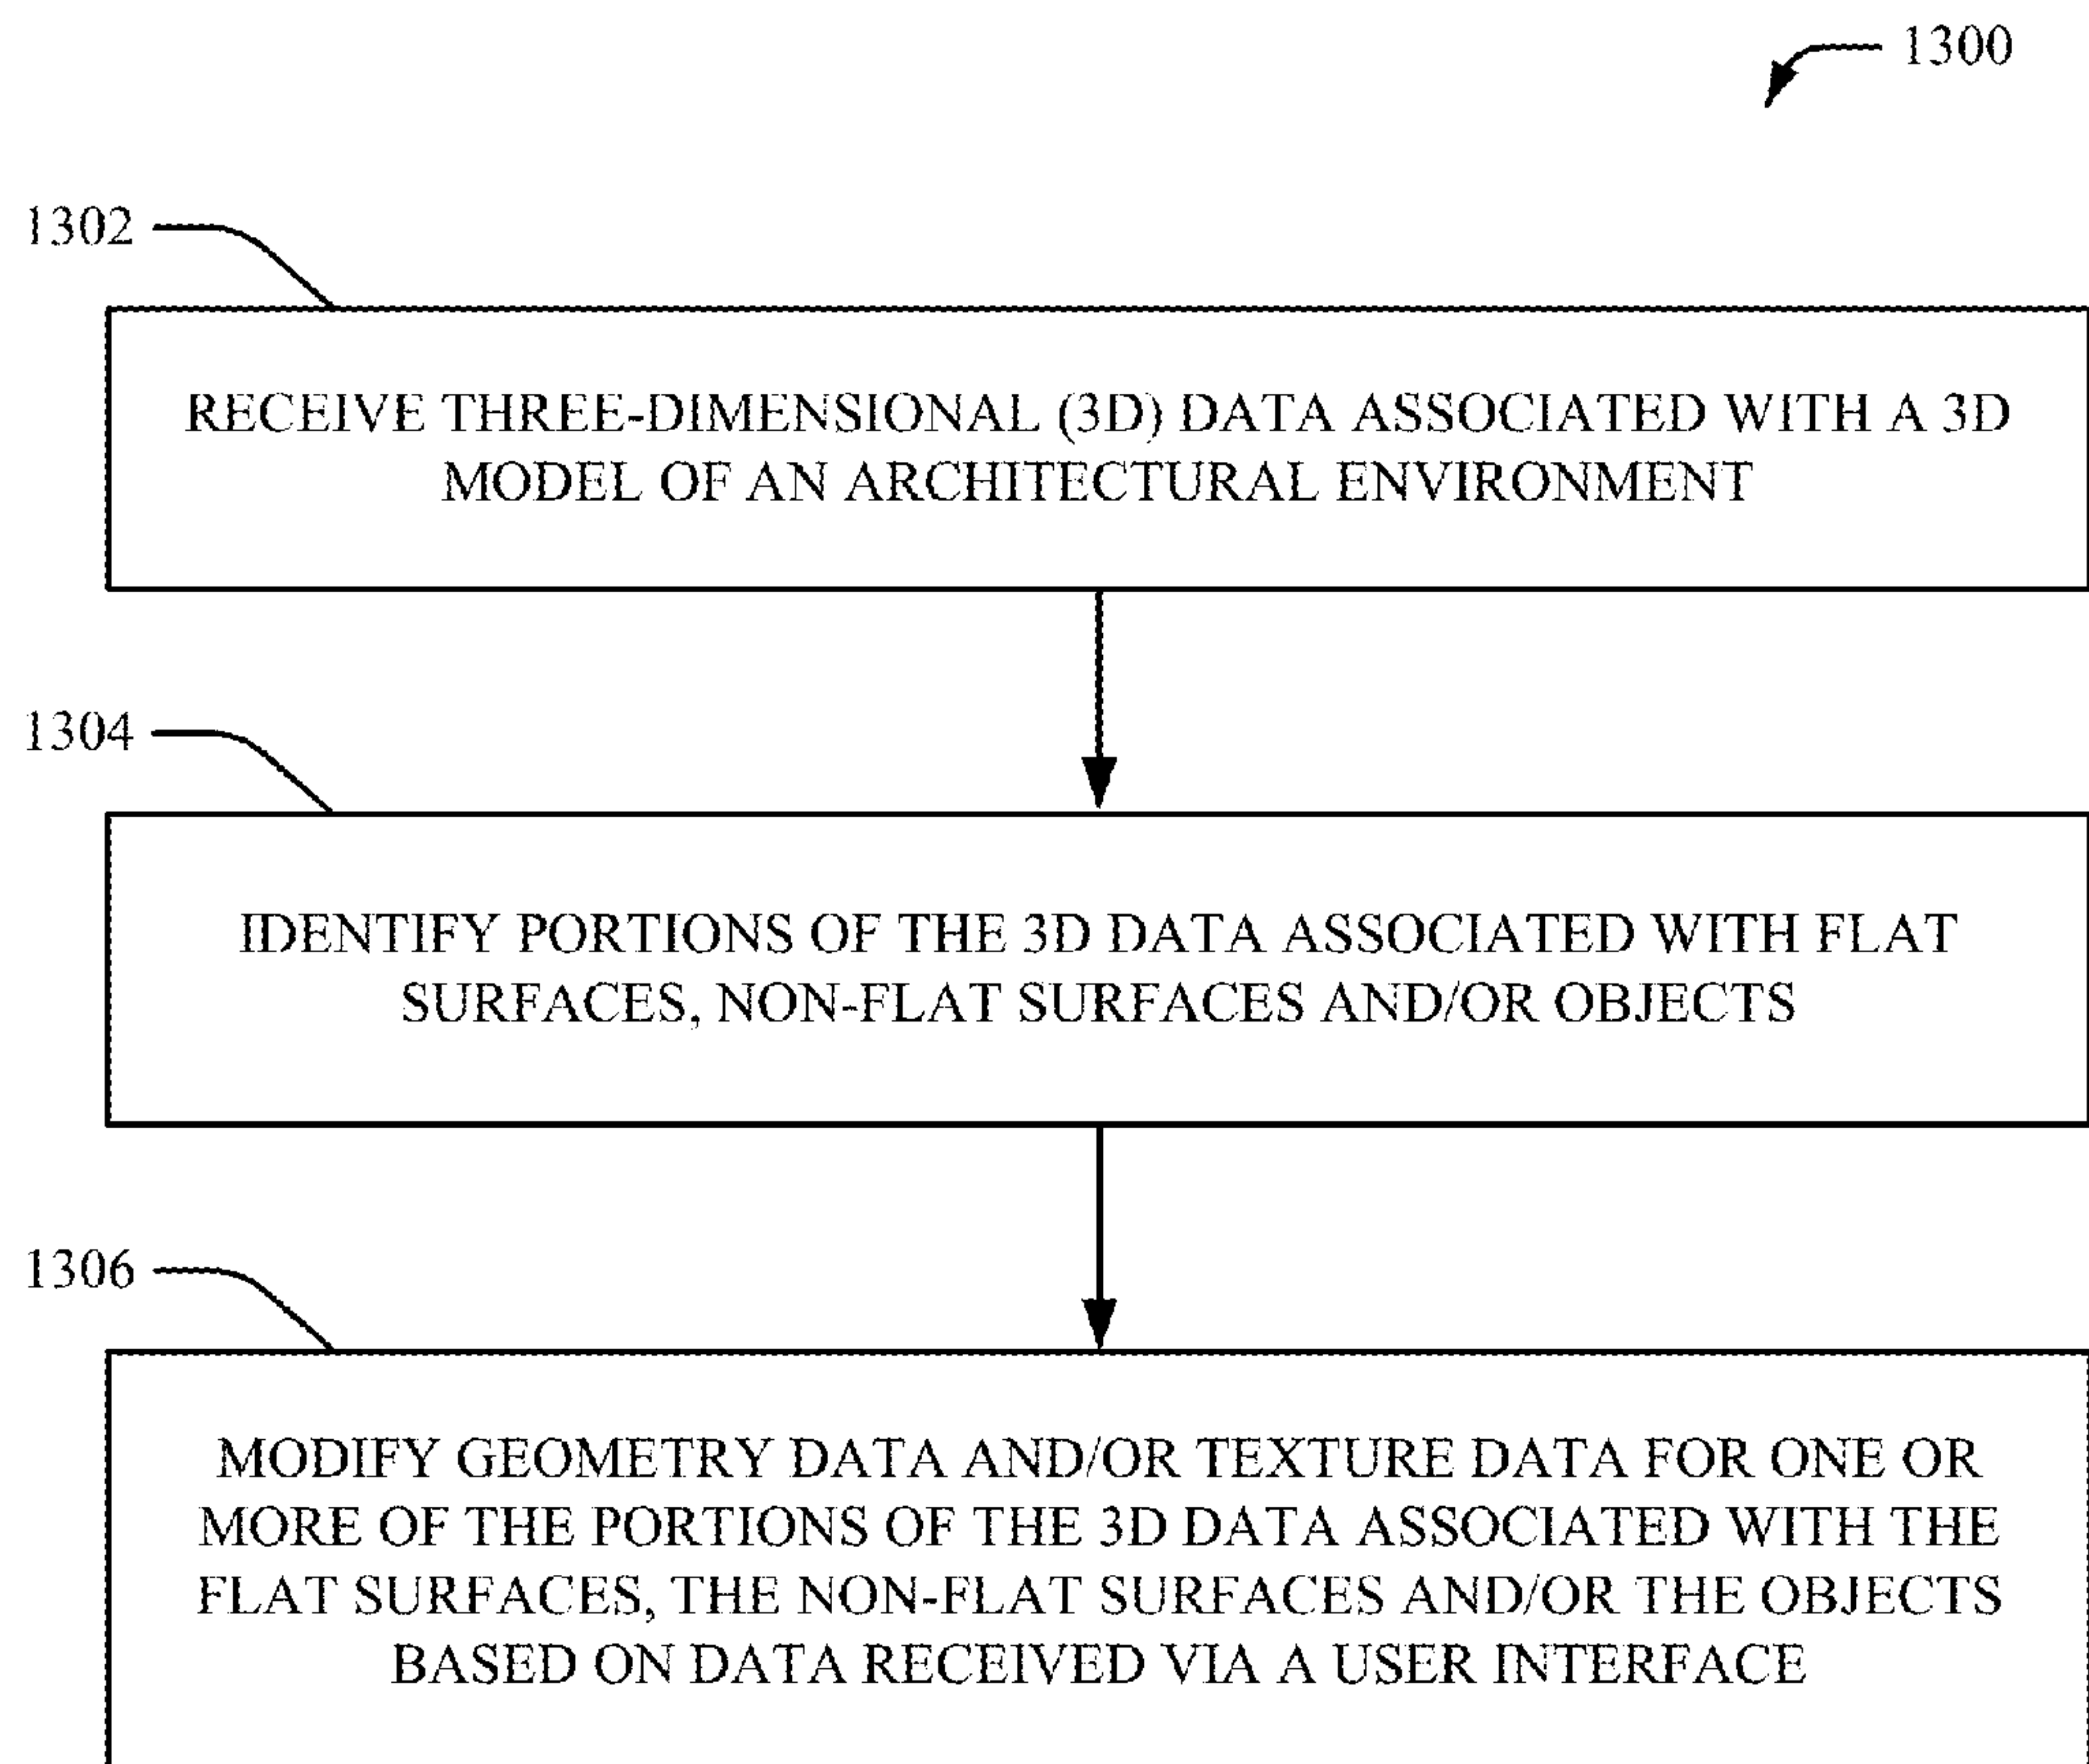 1300
1302
RECEIVE THREE-DIMENSIONAL (3D) DATA ASSOCIATED WITH A 3D
MODEL OF AN ARCHITECTURAL ENVIRONMENT
1304
IDENTIFY PORTIONS OF THE 3D DATA ASSOCIATED WITH FLAT
SURFACES, NON-FLAT SURFACES AND/OR OBJECTS
1306
MODIFY GEOMETRY DATA AND/OR TEXTURE DATA FOR ONE OR
MORE OF THE PORTIONS OF THE 3D DATA ASSOCIATED WITH THE
FLAT SURFACES, THE NON-FLAT SURFACES AND/OR THE OBJECTS
BASED ON DATA RECEIVED VIA A USER INTERFACE